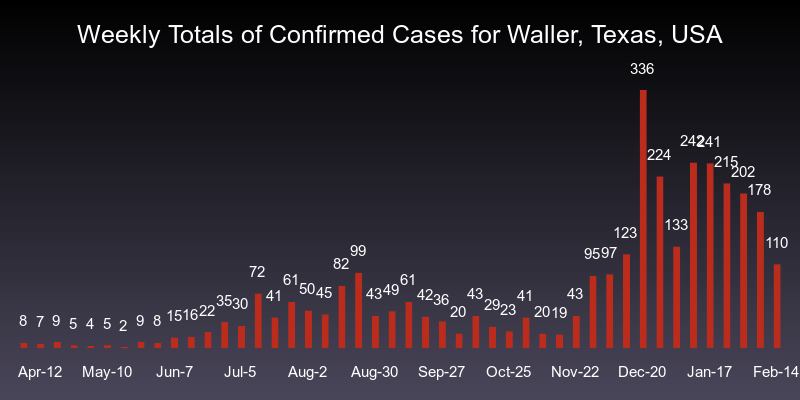 Weekly Totals of Confirmed Cases for Waller, Texas, USA
8 7 9 5 4 5 2 9 8 15 16 22 35 30 72 41 61 50 45 82 99 43 49 61 42 36 20 43 29 23 41 20 19 43 95 97 123 336 224 133 242 241 215 202 178 110
Apr-12 May-10 Jun-7 Jul-5 Aug-2 Aug-30 Sep-27 Oct-25 Nov-22 Dec-20 Jan-17 Feb-14